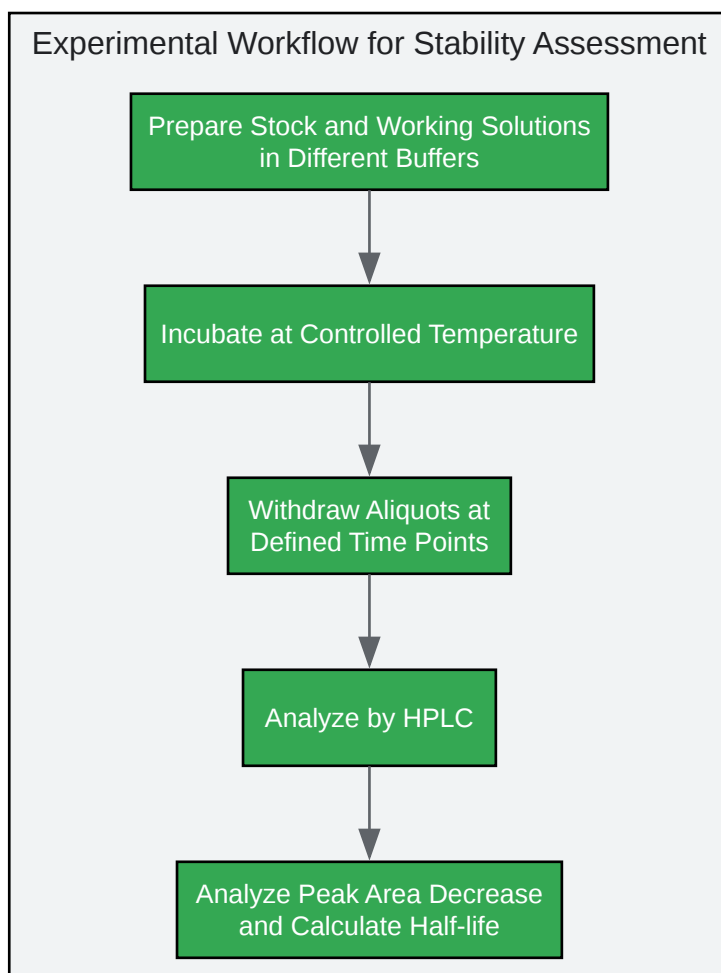 Experimental Workflow for Stability Assessment
Prepare Stock and Working Solutions
in Different Buffers
Incubate at Controlled Temperature
Withdraw Aliquots at
Defined Time Points
Analyze by HPLC
Analyze Peak Area Decrease
and Calculate Half-life